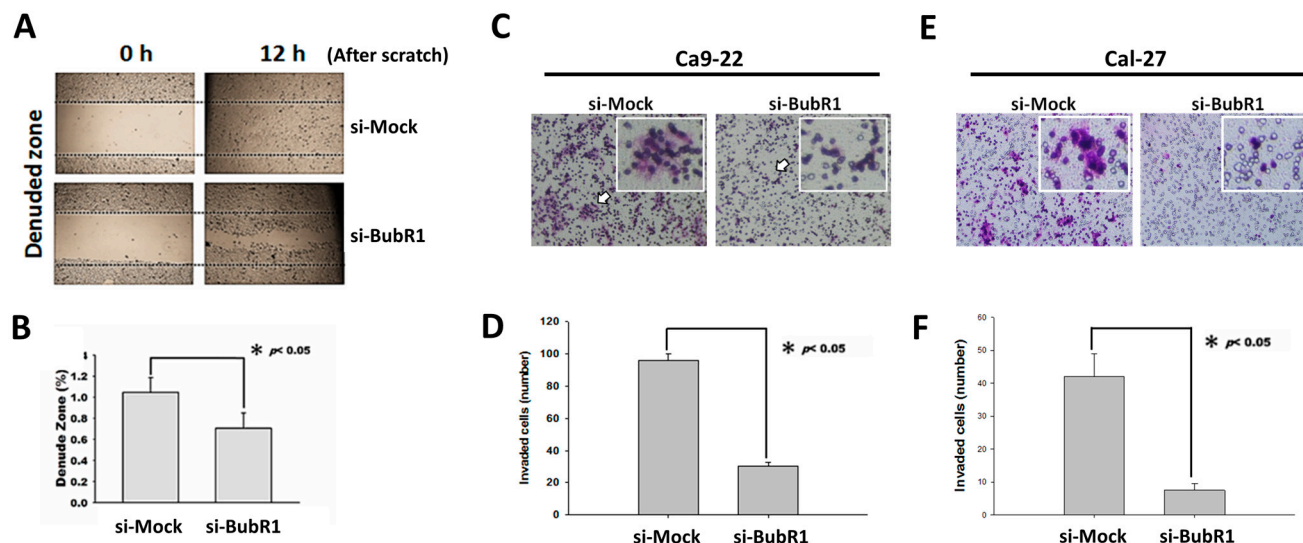 A
0 h
12 h
(After scratch)
Denuded zone
si-Mock
si-BubR1
B
Denude Zone (%)
1
1.2
1.0
0.8
0.6
0.4
0.2
0.0
* p< 0.05
si-Mock
si-BubR1
C
Ca9-22
si-Mock
si-BubR1
D
Invaded cells (number)
120
100
80
60
40
20
0
* p< 0.05
si-Mock
si-BubR1
E
Cal-27
si-Mock
si-BubR1
F
Invaded cells (number)
60
50
40
30
20
10
0
* p< 0.05
si-Mock
si-BubR1